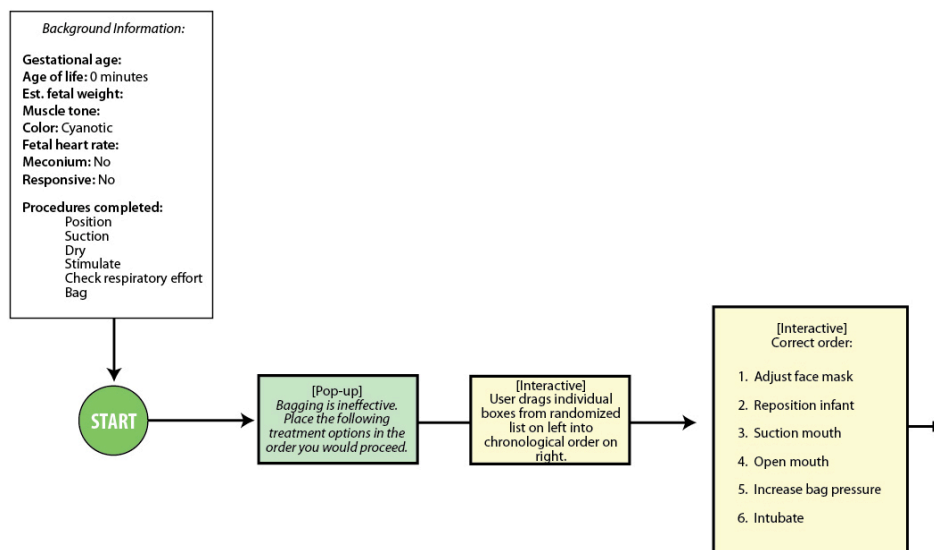 Background Information:
Gestational age:
Age of life: 0 minutes
Est. fetal weight:
Muscle tone:
Color: Cyanotic
Fetal heart rate:
Meconium: No
Responsive: No
Procedures completed:
Position
Suction
Dry
Stimulate
Check respiratory effort
Bag
START
[Pop-up]
Bagging is ineffective.
Place the following
treatment options in the
order you would proceed.
[Interactive]
User drags individual
boxes from randomized
list on left into
chronological order on
right.
[Interactive]
Correct order:
1. Adjust face mask
2. Reposition infant
3. Suction mouth
4. Open mouth
5. Increase bag pressure
6. Intubate